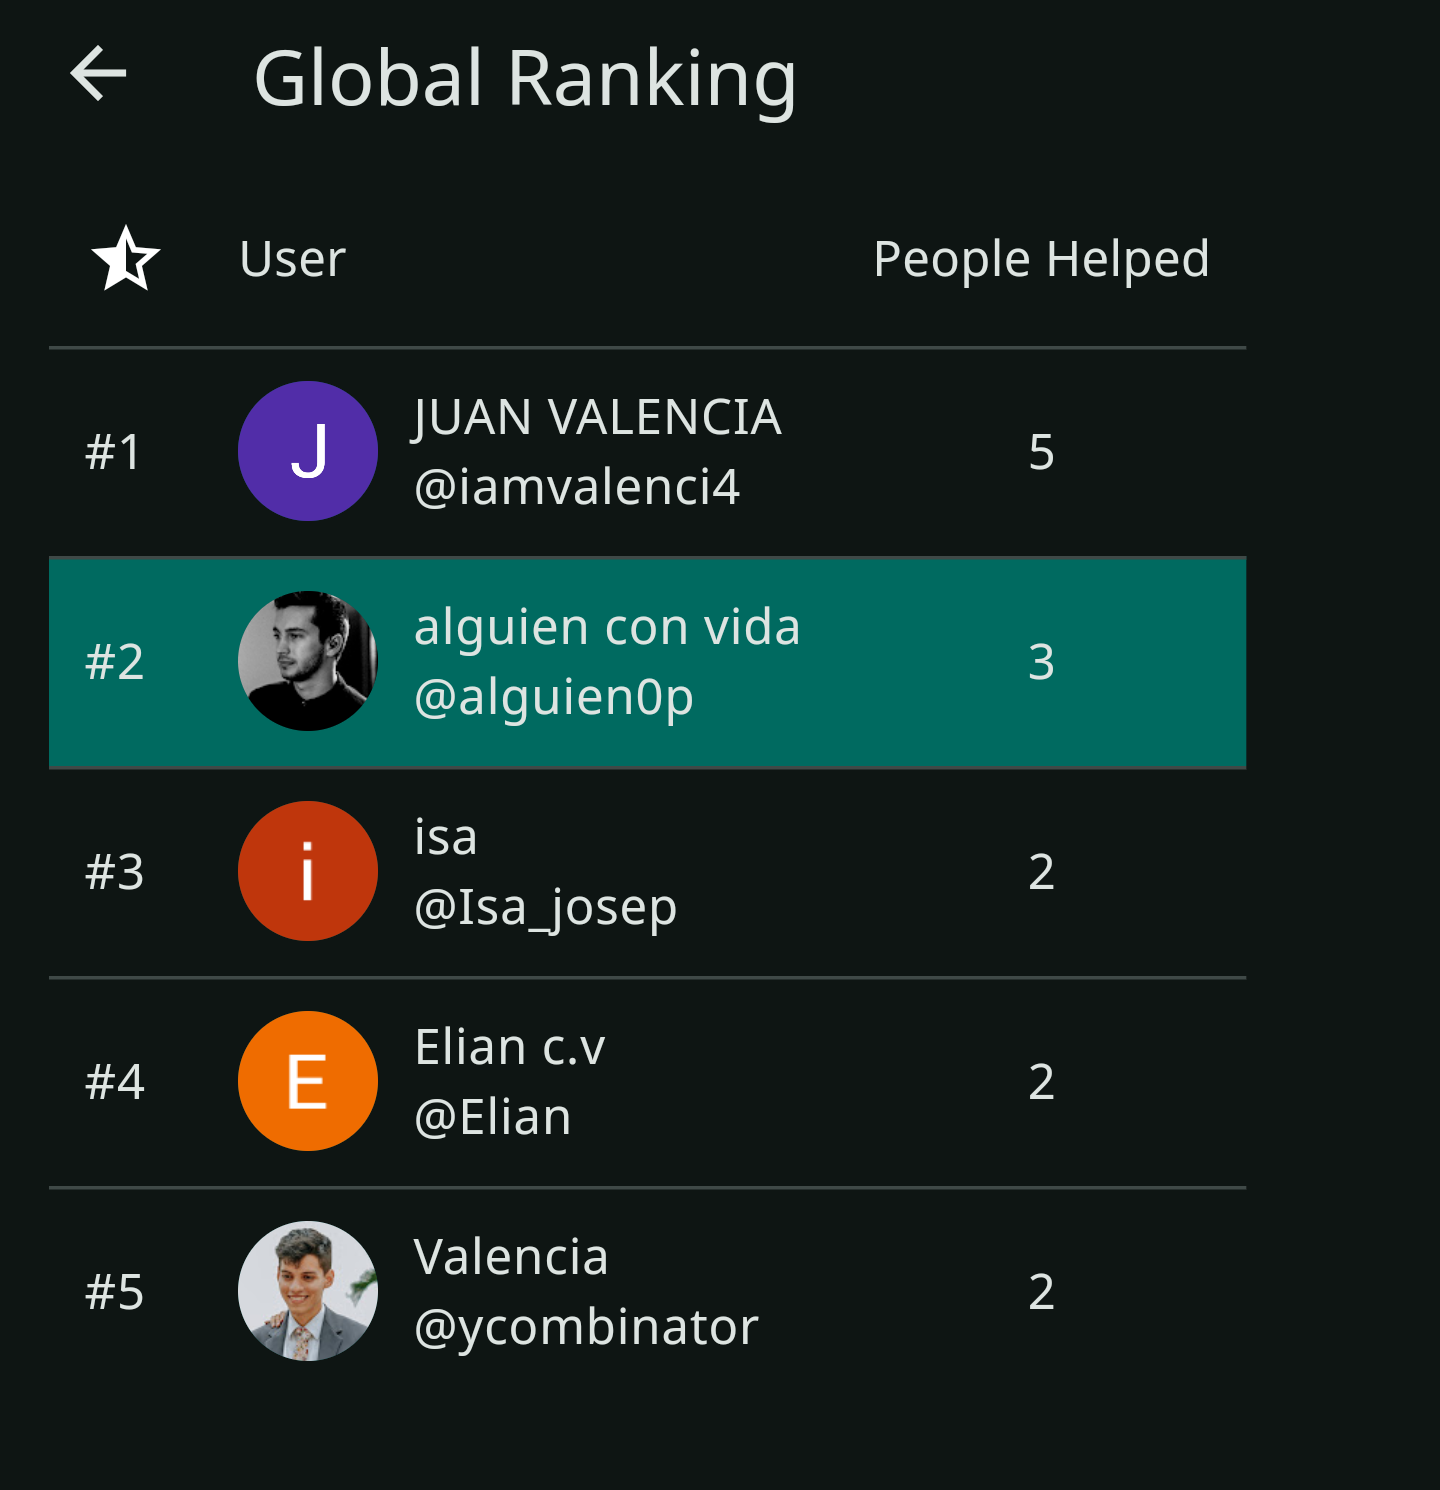 Global Ranking
User People Helped
#1 J JUAN VALENCIA 5
@iamvalenci4
#2 alguien con vida 3
@alguien0p
#3 i isa 2
@Isa_josep
#4 E Elian c.v 2
@Elian
#5 Valencia 2
@ycombinator